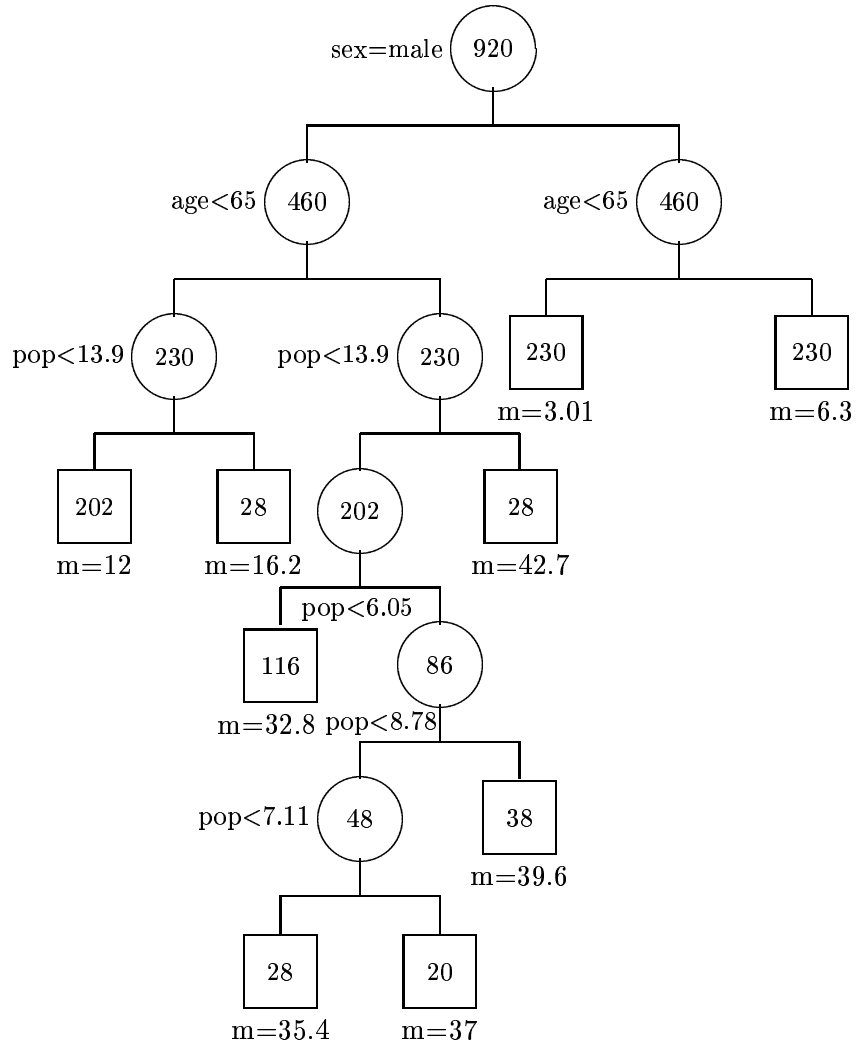 sex=male 920
age<65 460 age<65 460
pop<13.9 230 pop<13.9 230 230 230
m=3.01 m=6.3
202 28 202 28
m=12 m=16.2 m=42.7
pop<6.05
116 86
m=32.8 pop<8.78
pop<7.11 48 38
m=39.6
28 20
m=35.4 m=37